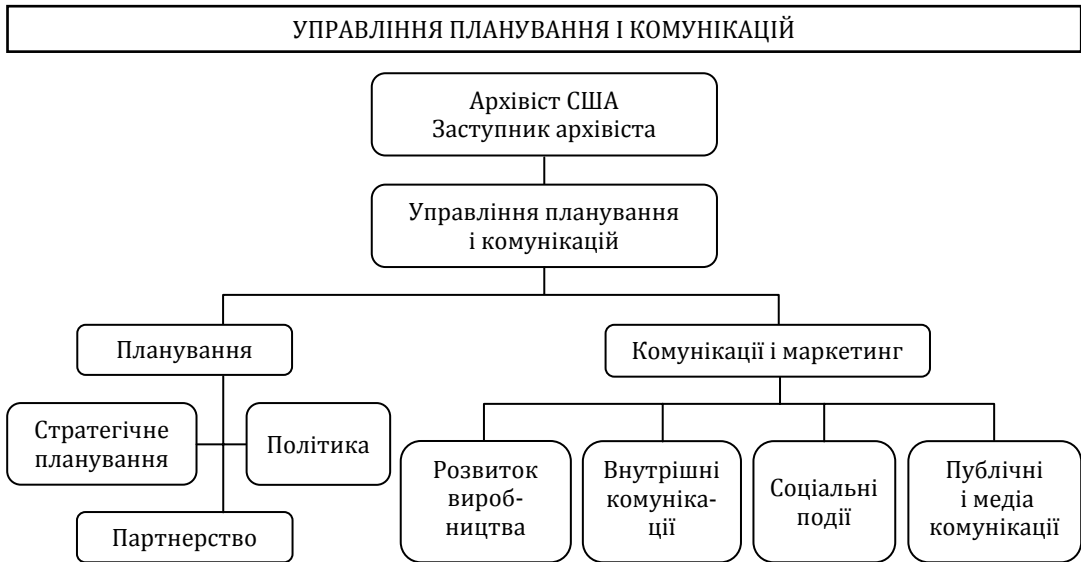 УПРАВЛІННЯ ПЛАНУВАННЯ І КОМУНІКАЦІЙ
Архівіст США
Заступник архівіста
Управління планування
і комунікацій
Планування
Комунікації і маркетинг
Стратегічне
планування
Політика
Партнерство
Розвиток
вироб-
ництва
Внутрішні
комуніка-
ції
Соціальні
події
Публічні
і медіа
комунікації